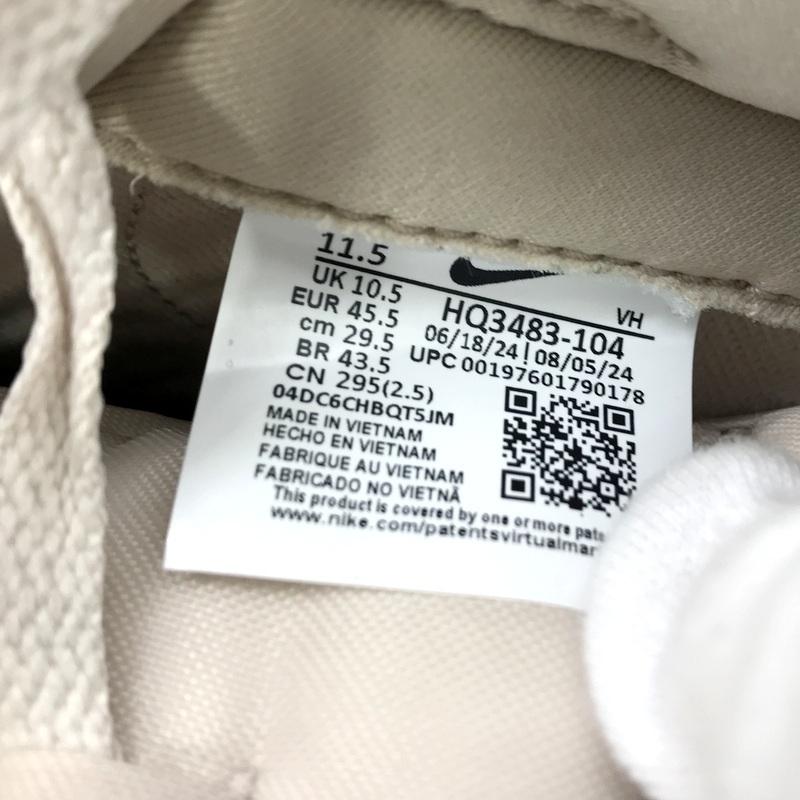 11.5
UK 10.5
EUR 45.5
cm 29.5
BR 43.5
CN 295(2.5)
04DC6CHBQT5JM
VH
HQ3483-104
06/18/24|08/05/24
UPC 00197601790178
MADE IN VIETNAM
HECHO EN VIETNAM
FABRIQUE AU VIETNAM
FABRICADO NO VIETNÃ
This product is covered by one or more pate
www.nike.com/patentsvirtualmar